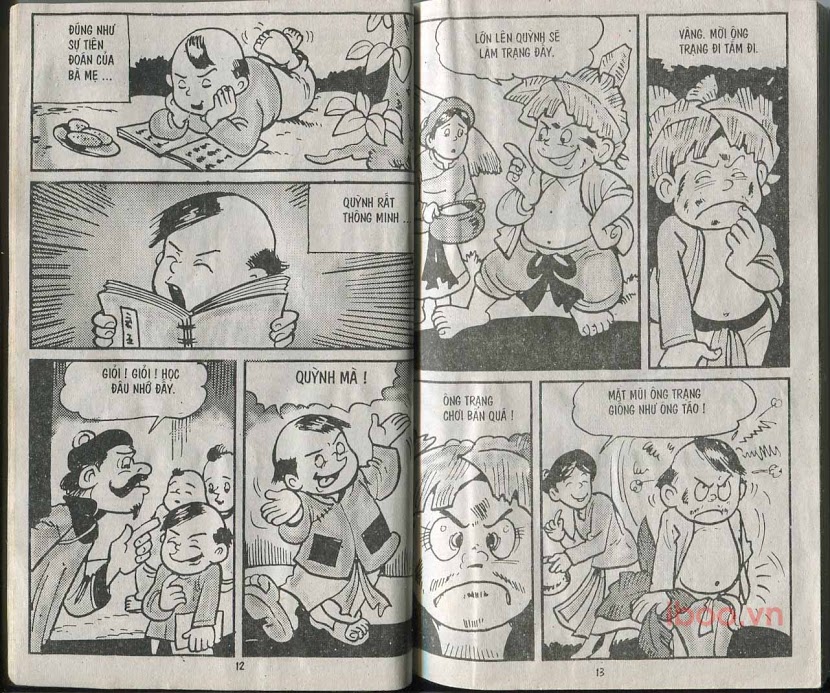 ĐÚNG NHƯ
SỰ TIÊN
ĐOÁN CỦA
BÀ MẸ ...
QUỲNH RẤT
THÔNG MINH ...
GIỎI ! GIỎI ! HỌC
ĐÂU NHỚ ĐẤY.
QUỲNH MÀ !
12
LỚN LÊN QUỲNH SẼ
LÀM TRẠNG ĐẤY.
VÂNG. MỜI ÔNG
TRẠNG ĐI TẮM ĐI.
ÔNG TRẠNG
CHƠI BẨN QUÁ !
MẶT MŨI ÔNG TRẠNG
GIỐNG NHƯ ONG TÁO !
13
iboo.vn